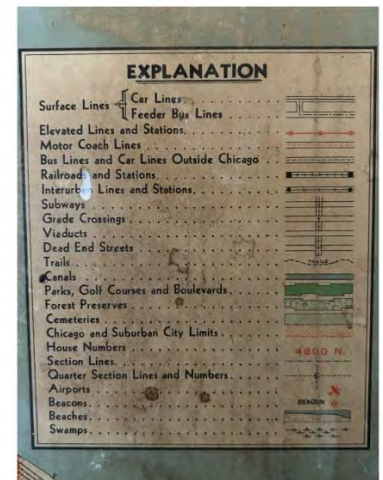 EXPLANATION
Surface Lines { Car Lines
Feeder Bus Lines
Elevated Lines and Stations
Motor Coach Lines
Bus Lines and Car Lines Outside Chicago
Railroads and Stations
Interurban Lines and Stations
Subways
Grade Crossings
Viaducts
Dead End Streets
Trails TRAILS
Canals
Parks, Golf Courses and Boulevards
Forest Preserves
Cemeteries
Chicago and Suburban City Limits
House Numbers 4800 N.
Section Lines
Quarter Section Lines and Numbers 6
Airports
Beacons BEACON
Beaches
Swamps